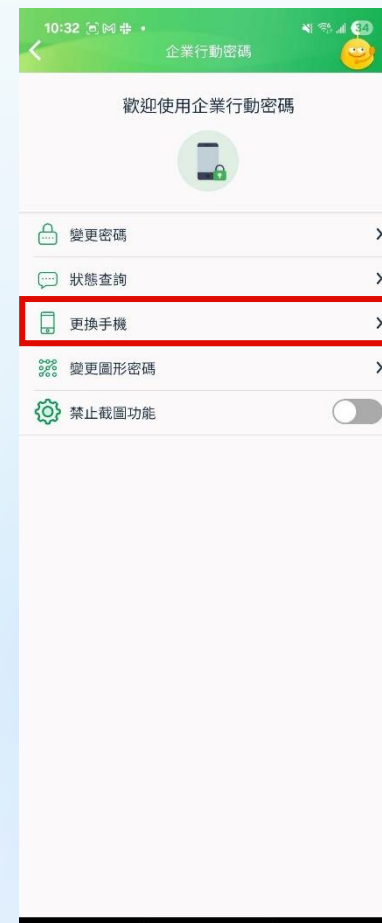 10:32
34
企業行動密碼
歡迎使用企業行動密碼
變更密碼
狀態查詢
更換手機
變更圖形密碼
禁止截圖功能